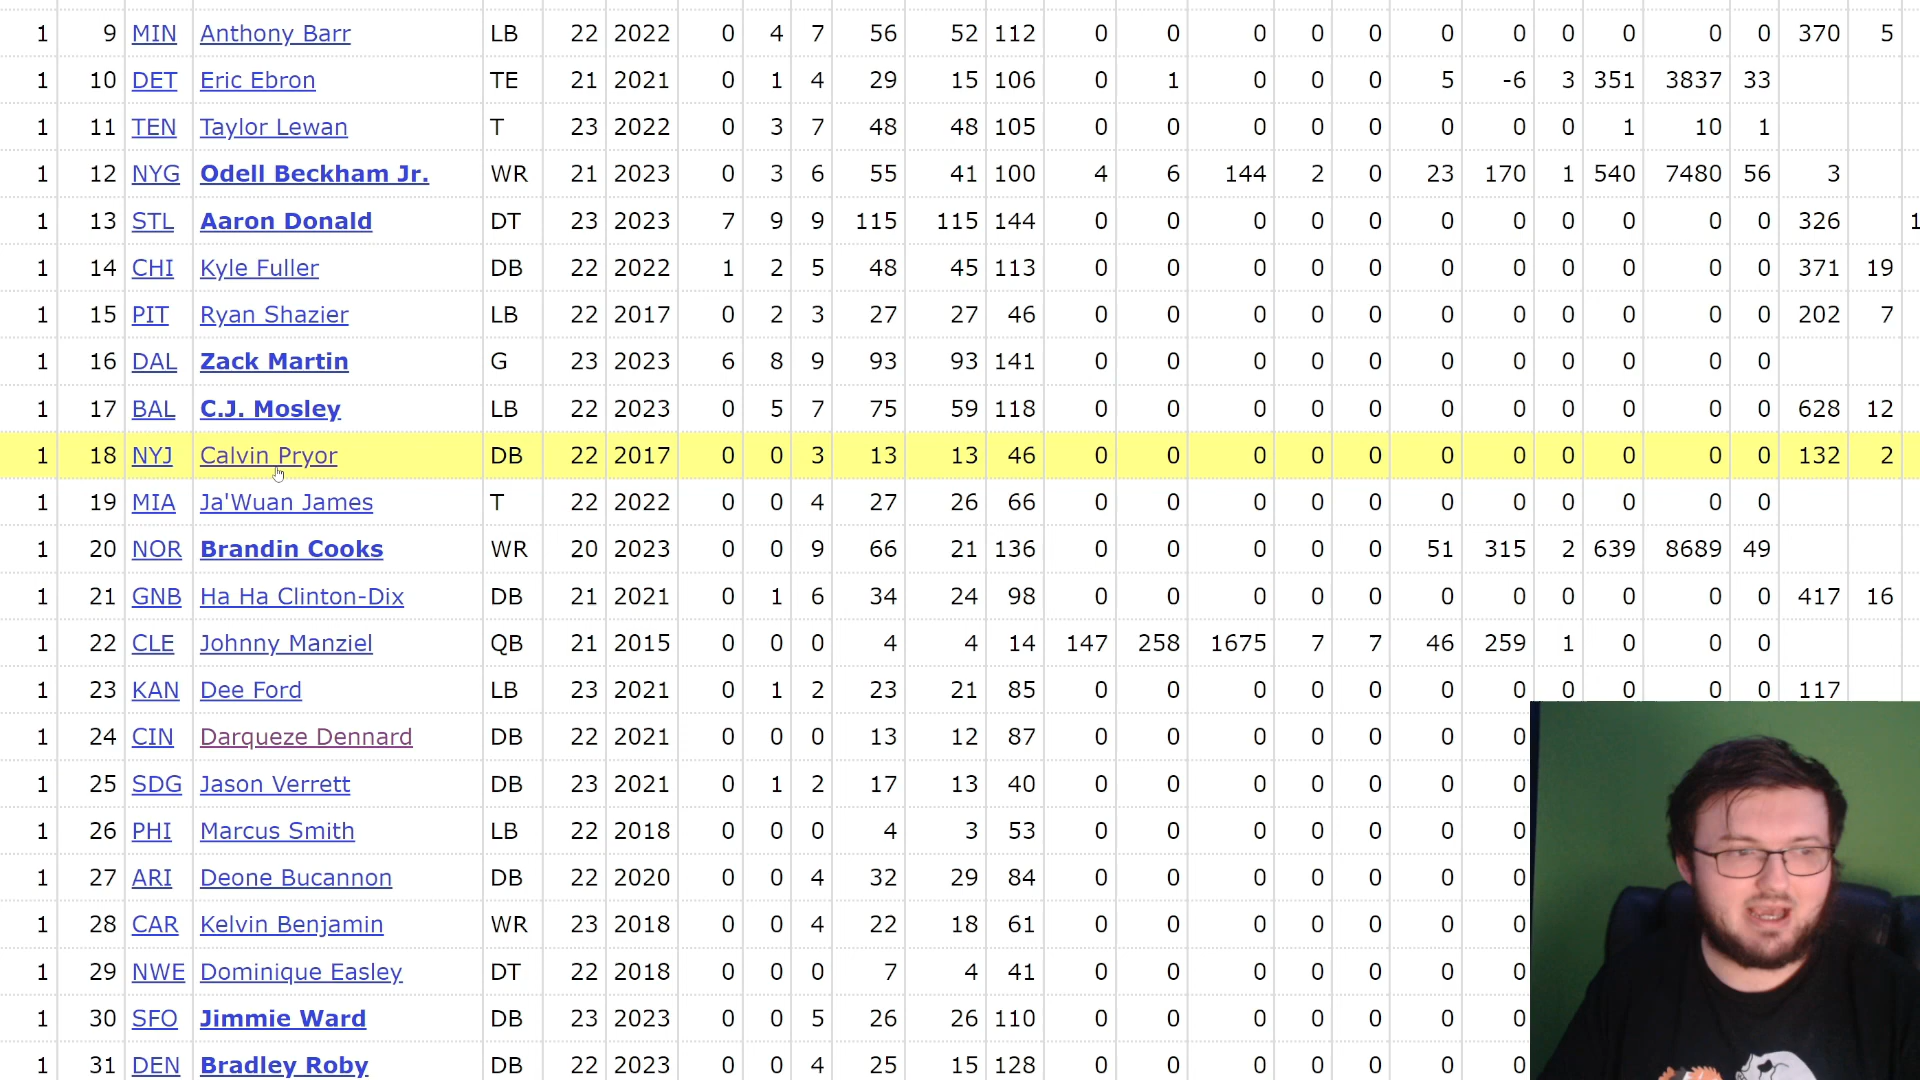 1 9 MIN Anthony Barr LB 22 2022 0 4 7 56 52 112 0 0 0 0 0 0 0 0 0 0 0 370 5
1 10 DET Eric Ebron TE 21 2021 0 1 4 29 15 106 0 1 0 0 0 5 -6 3 351 3837 33
1 11 TEN Taylor Lewan T 23 2022 0 3 7 48 48 105 0 0 0 0 0 0 0 0 1 10 1
1 12 NYG Odell Beckham Jr. WR 21 2023 0 3 6 55 41 100 4 6 144 2 0 23 170 1 540 7480 56 3
1 13 STL Aaron Donald DT 23 2023 7 9 9 115 115 144 0 0 0 0 0 0 0 0 0 0 0 326 1
1 14 CHI Kyle Fuller DB 22 2022 1 2 5 48 45 113 0 0 0 0 0 0 0 0 0 0 0 371 19
1 15 PIT Ryan Shazier LB 22 2017 0 2 3 27 27 46 0 0 0 0 0 0 0 0 0 0 0 202 7
1 16 DAL Zack Martin G 23 2023 6 8 9 93 93 141 0 0 0 0 0 0 0 0 0 0 0
1 17 BAL C.J. Mosley LB 22 2023 0 5 7 75 59 118 0 0 0 0 0 0 0 0 0 0 0 628 12
1 18 NYJ Calvin Pryor DB 22 2017 0 0 3 13 13 46 0 0 0 0 0 0 0 0 0 0 0 132 2
1 19 MIA Ja'Wuan James T 22 2022 0 0 4 27 26 66 0 0 0 0 0 0 0 0 0 0 0
1 20 NOR Brandin Cooks WR 20 2023 0 0 9 66 21 136 0 0 0 0 0 51 315 2 639 8689 49
1 21 GNB Ha Ha Clinton-Dix DB 21 2021 0 1 6 34 24 98 0 0 0 0 0 0 0 0 0 0 0 417 16
1 22 CLE Johnny Manziel QB 21 2015 0 0 0 4 4 14 147 258 1675 7 7 46 259 1 0 0 0
1 23 KAN Dee Ford LB 23 2021 0 1 2 23 21 85 0 0 0 0 0 0 0 0 0 0 0 117
1 24 CIN Darqueze Dennard DB 22 2021 0 0 0 13 12 87 0 0 0 0 0 0 0
1 25 SDG Jason Verrett DB 23 2021 0 1 2 17 13 40 0 0 0 0 0 0 0
1 26 PHI Marcus Smith LB 22 2018 0 0 0 4 3 53 0 0 0 0 0 0 0
1 27 ARI Deone Bucannon DB 22 2020 0 0 4 32 29 84 0 0 0 0 0 0 0
1 28 CAR Kelvin Benjamin WR 23 2018 0 0 4 22 18 61 0 0 0 0 0 0 0
1 29 NWE Dominique Easley DT 22 2018 0 0 0 7 4 41 0 0 0 0 0 0 0
1 30 SFO Jimmie Ward DB 23 2023 0 0 5 26 26 110 0 0 0 0 0 0 0
1 31 DEN Bradley Roby DB 22 2023 0 0 4 25 15 128 0 0 0 0 0 0 0